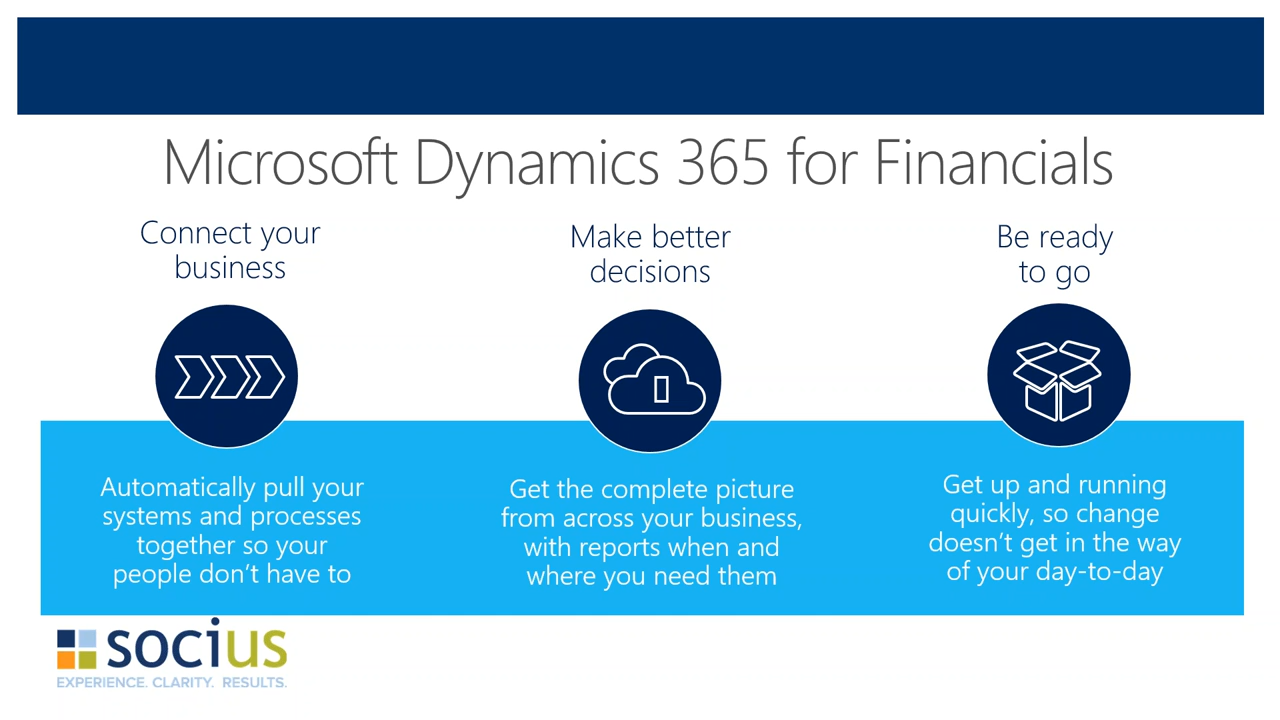 Microsoft Dynamics 365 for Financials
Connect your
business
Automatically pull your
systems and processes
together so your
people don't have to
Make better
decisions
Get the complete picture
from across your business,
with reports when and
where you need them
Be ready
to go
Get up and running
quickly, so change
doesn't get in the way
of your day-to-day
socius
EXPERIENCE. CLARITY. RESULTS.